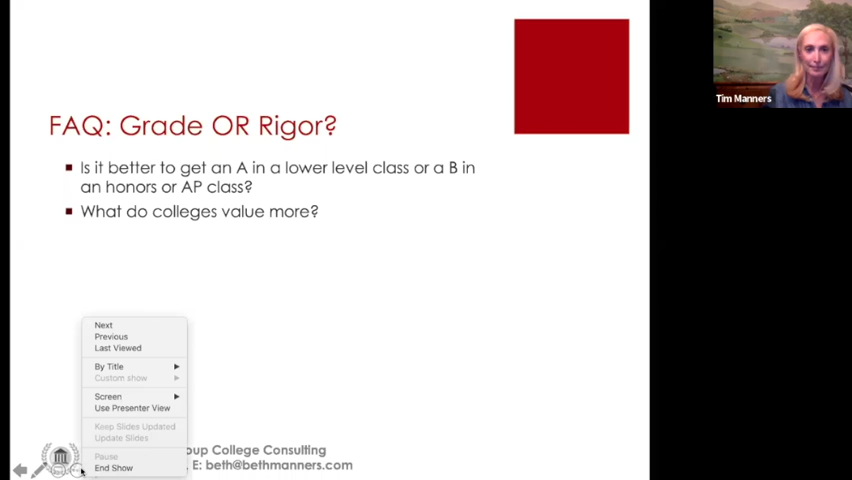 FAQ: Grade OR Rigor?
Is it better to get an A in a lower level class or a B in
an honors or AP class?
What do colleges value more?
Tim Manners
Next
Previous
Last Viewed
By Title
Custom show
Screen
Use Presenter View
Keep Slides Updated
Update Slides
Pause
End Show
oup College Consulting
E: beth@bethmanners.com